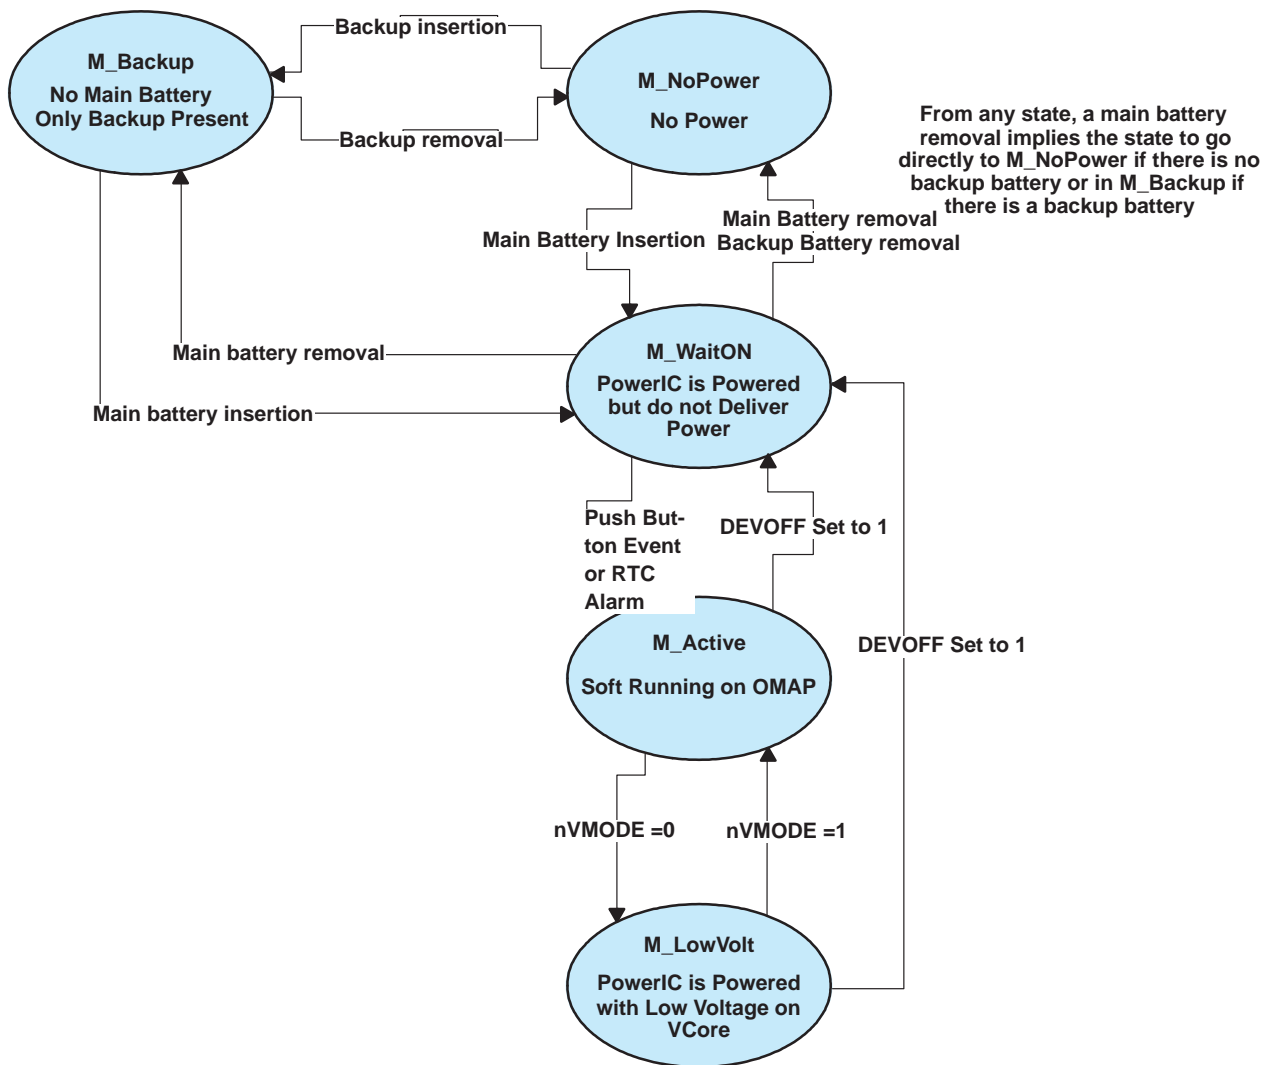 Backup insertion
M_Backup
No Main Battery
Only Backup Present
Backup removal
M_NoPower
No Power
From any state, a main battery
removal implies the state to go
directly to M_NoPower if there is no
backup battery or in M_Backup if
there is a backup battery
Main Battery Insertion
Main Battery removal
Backup Battery removal
Main battery removal
Main battery insertion
M_WaitON
PowerIC is Powered
but do not Deliver
Power
Push But-
ton Event
or RTC
Alarm
DEVOFF Set to 1
M_Active
Soft Running on OMAP
DEVOFF Set to 1
nVMODE =0
nVMODE =1
M_LowVolt
PowerIC is Powered
with Low Voltage on
VCore